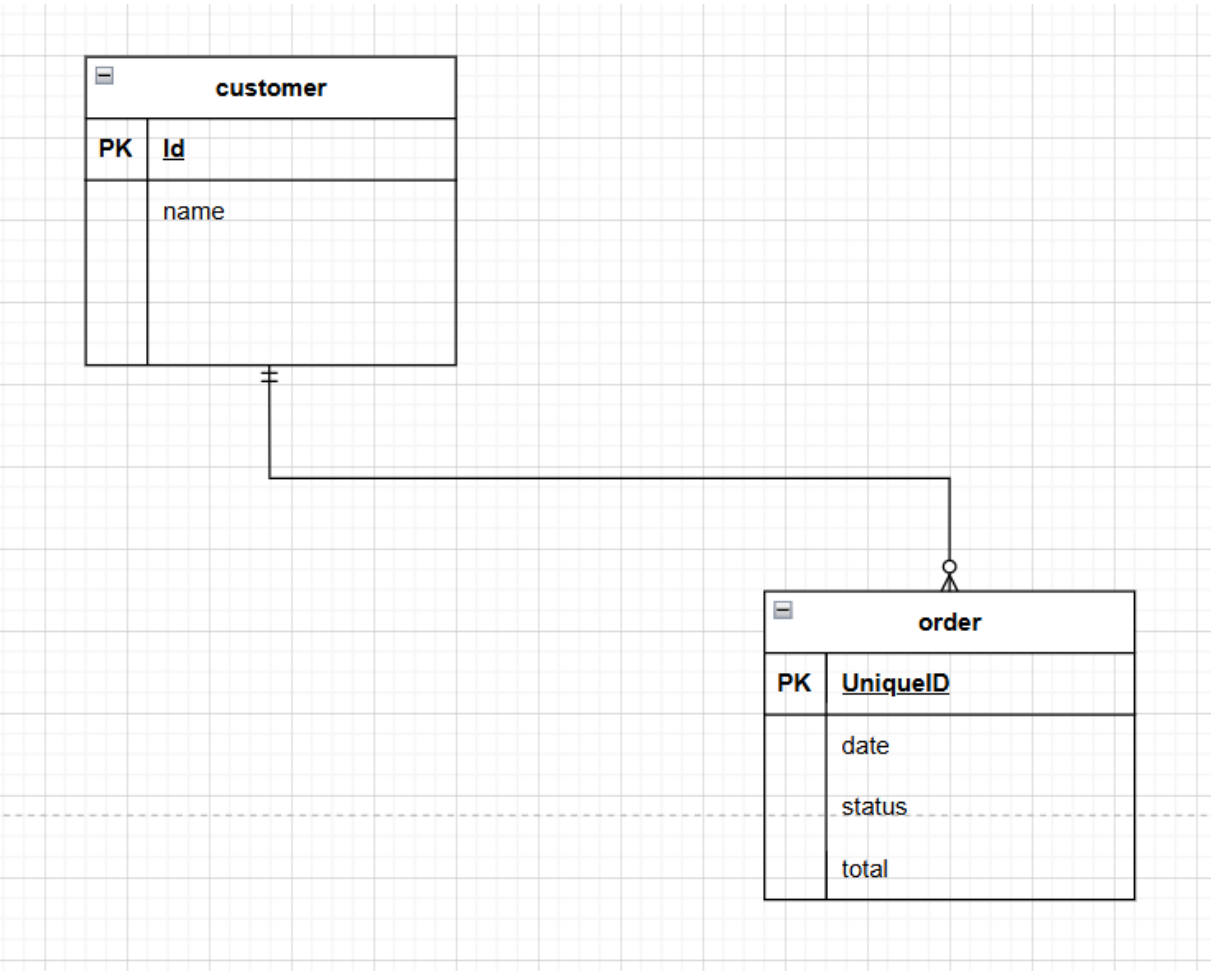 customer
PK Id
name
order
PK UniqueID
date
status
total